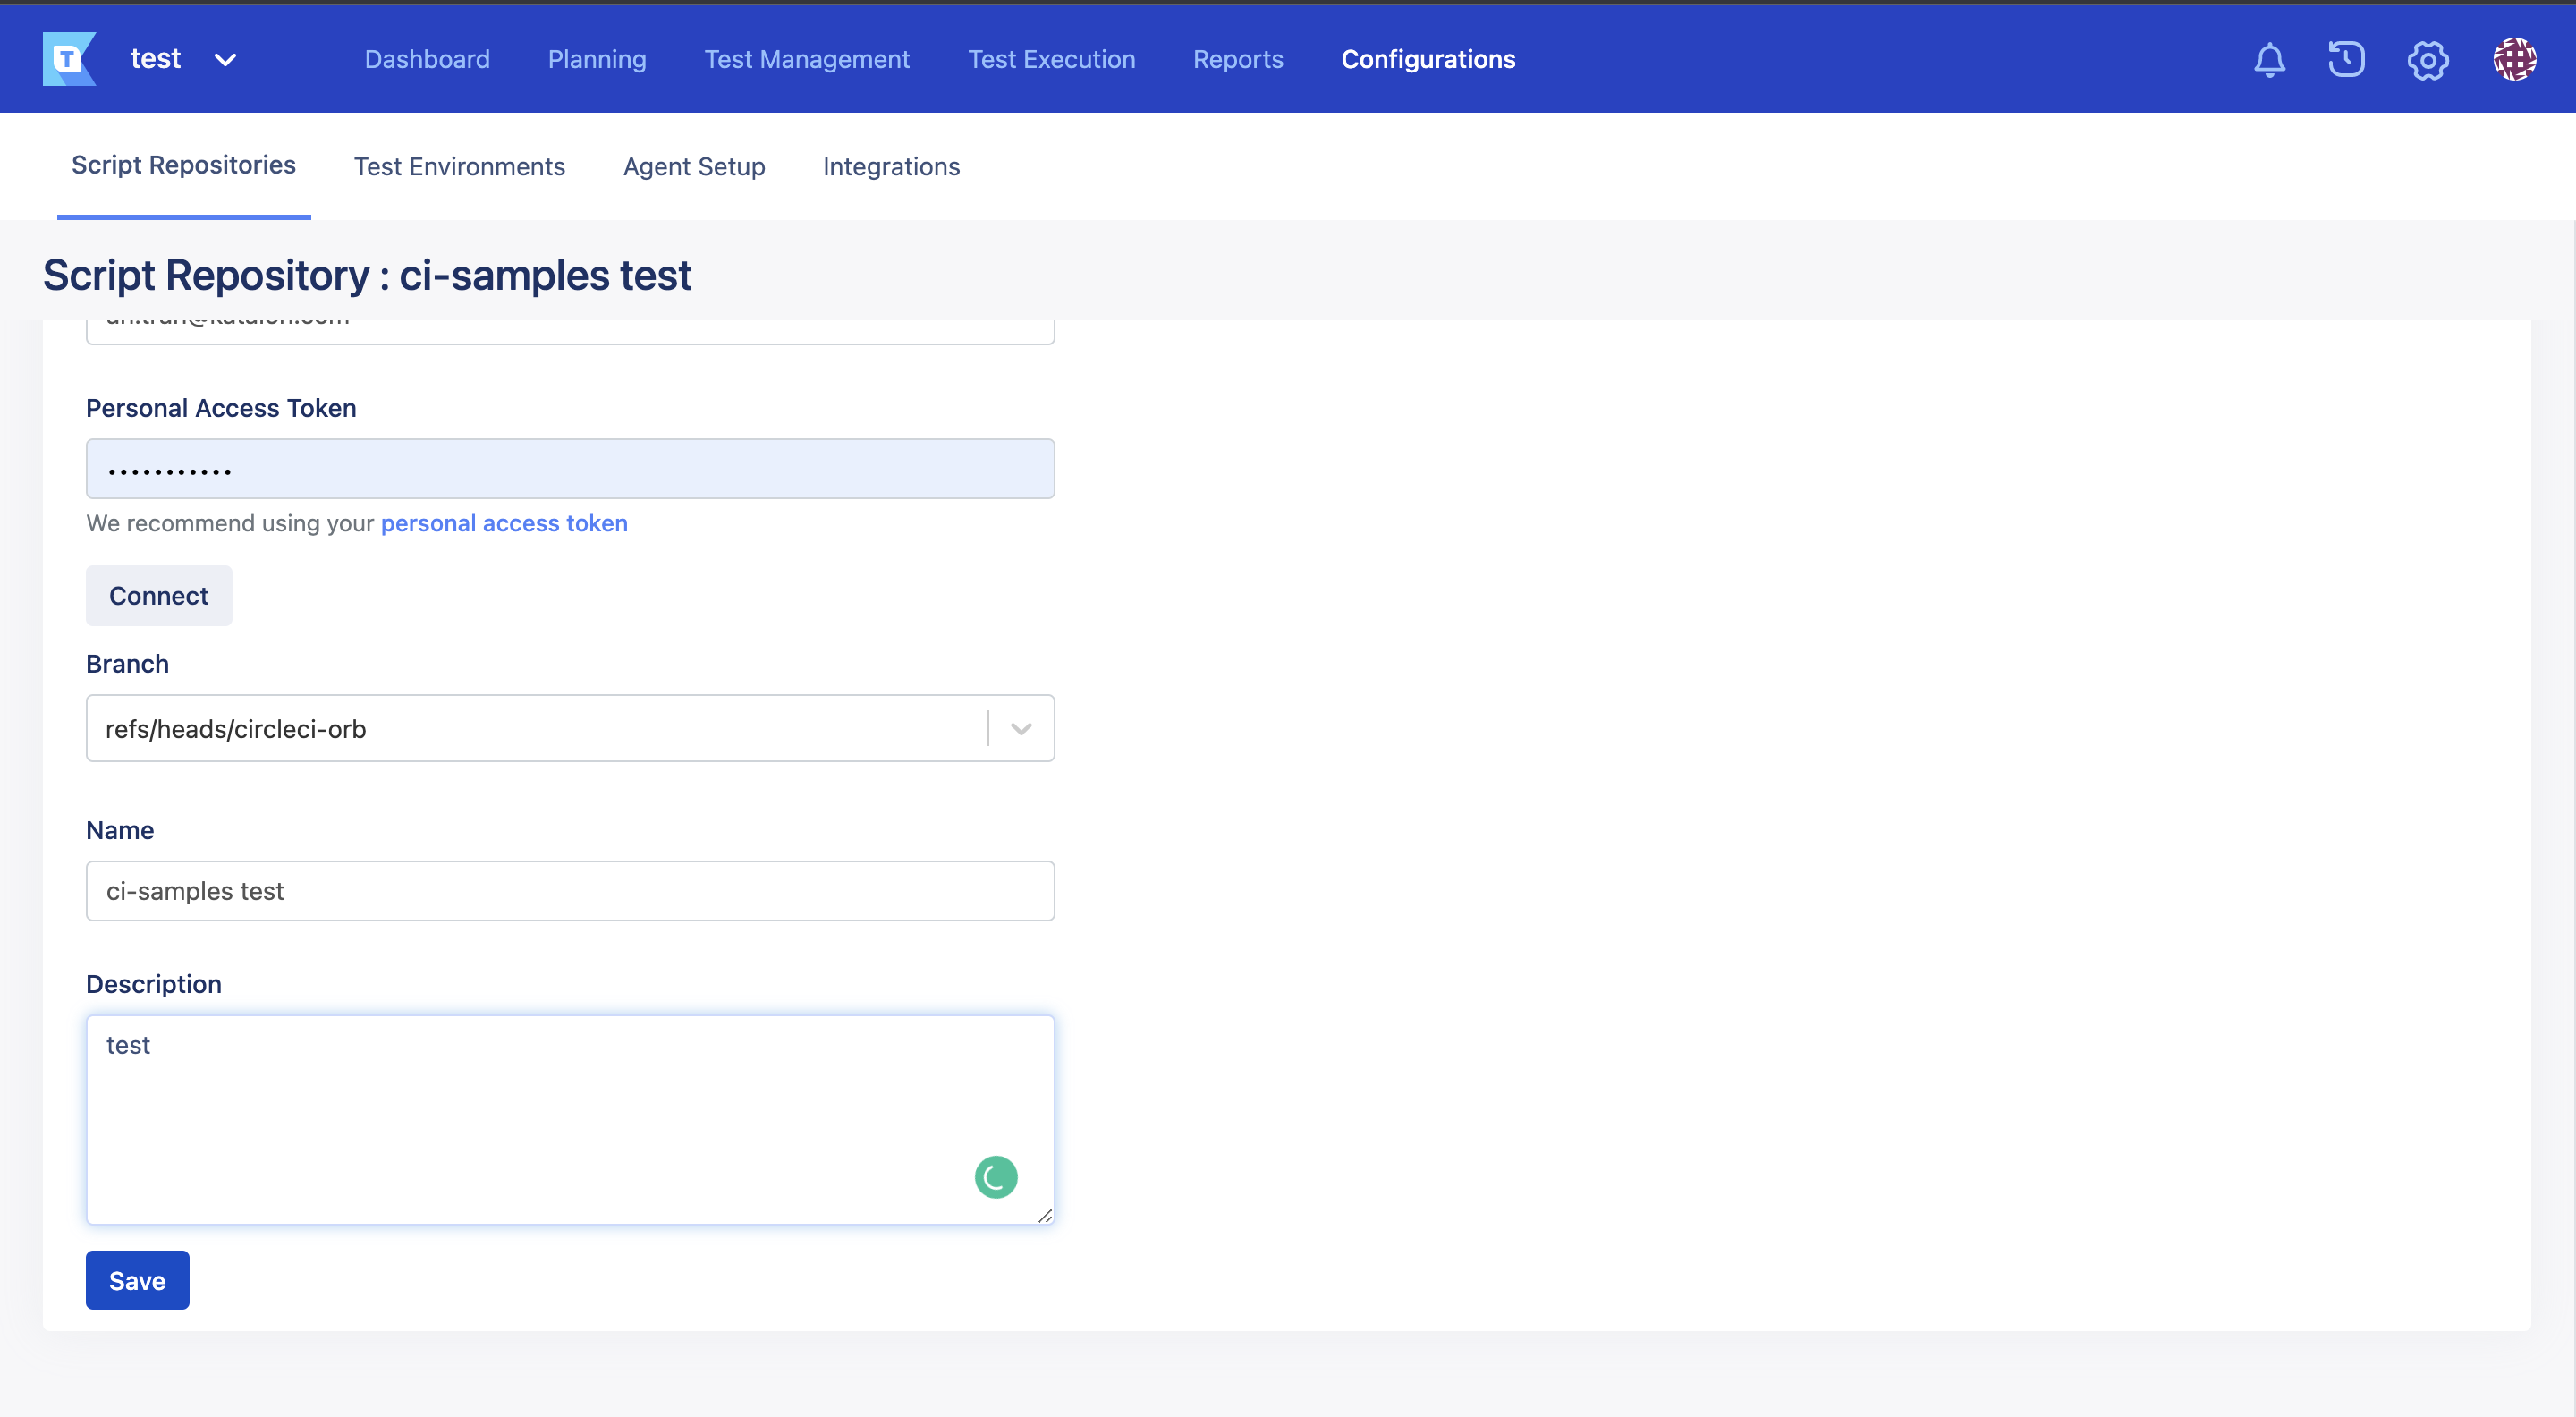 T
test
Dashboard
Planning
Test Management
Test Execution
Reports
Configurations
Script Repositories
Test Environments
Agent Setup
Integrations
Script Repository : ci-samples test
Personal Access Token
•••••••••••
We recommend using your personal access token
Connect
Branch
refs/heads/circleci-orb
Name
ci-samples test
Description
test
Save